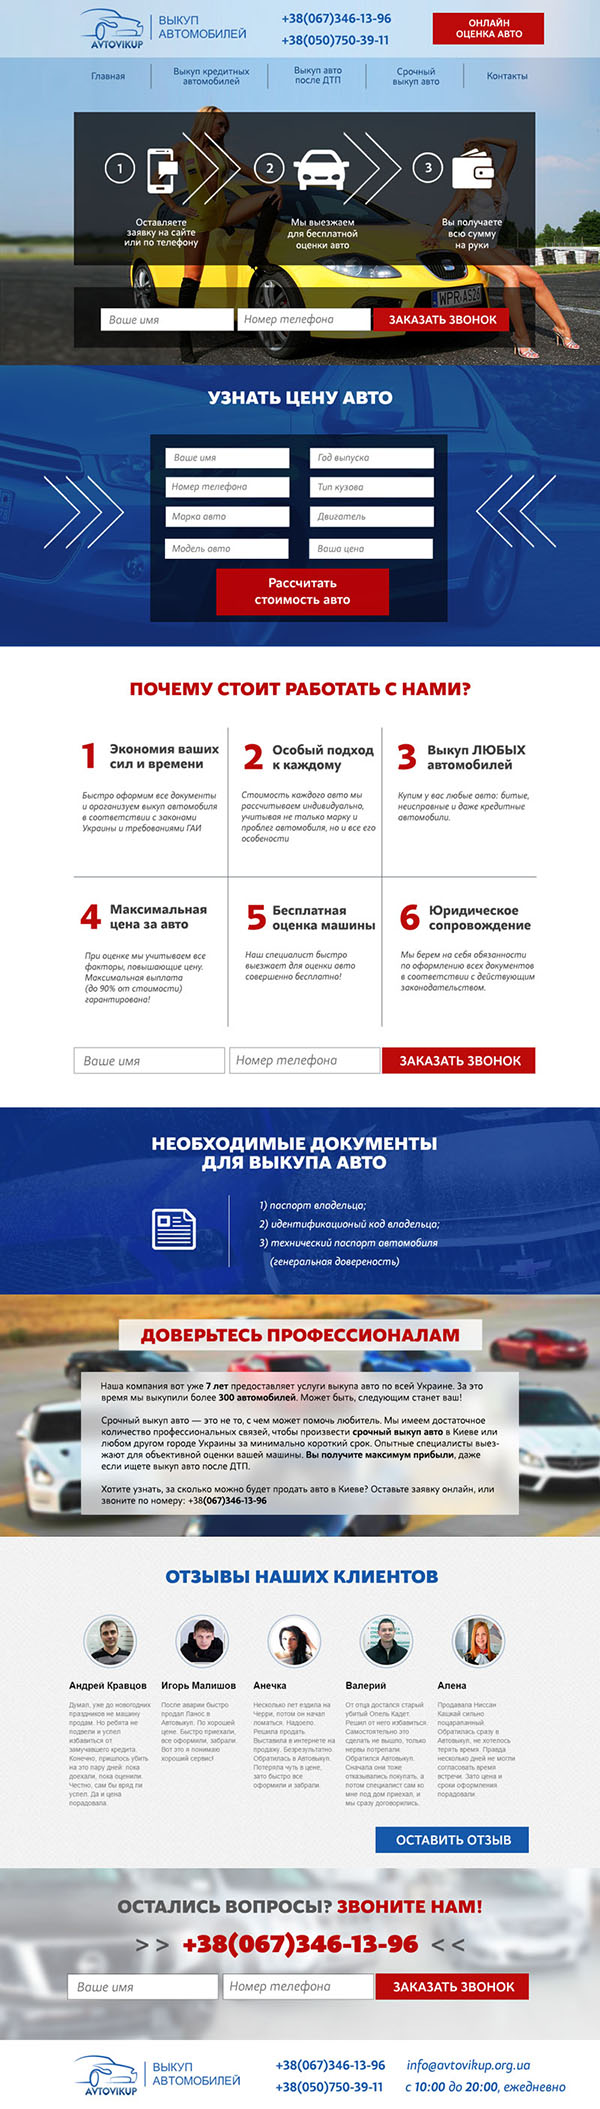 AVTOVIKUP
ВЫКУП
АВТОМОБИЛЕЙ
+38(067)346-13-96
+38(050)750-39-11
ОНЛАЙН
ОЦЕНКА АВТО
Главная
Выкуп кредитных
автомобилей
Выкуп авто
после ДТП
Срочный
выкуп авто
Контакты
1
2
3
Оставляете
заявку на сайте
или по телефону
Мы выезжаем
для бесплатной
оценки авто
Вы получаете
всю сумму
на руки
WPR AS26
Ваше имя
Номер телефона
ЗАКАЗАТЬ ЗВОНОК
УЗНАТЬ ЦЕНУ АВТО
Ваше имя
Год выпуска
Номер телефона
Тип кузова
Марка авто
Двигатель
Модель авто
Ваша цена
Рассчитать
стоимость авто
ПОЧЕМУ СТОИТ РАБОТАТЬ С НАМИ?
1 Экономия ваших
сил и времени
Быстро оформим все документы
и организуем выкуп автомобиля
в соответствии с законами
Украины и требованиями ГАИ
2 Особый подход
к каждому
Стоимость каждого авто мы
рассчитываем индивидуально,
учитывая не только марку и
пробег автомобиля, но и все его
особености
3 Выкуп ЛЮБЫХ
автомобилей
Купим у вас любые авто: битые,
неисправные и даже кредитные
автомобили.
4 Максимальная
цена за авто
При оценке мы учитываем все
факторы, повышающие цену.
Максимальная выплата
(до 90% от стоимости)
гарантирована!
5 Бесплатная
оценка машины
Наш специалист быстро
выезжает для оценки авто
совершенно бесплатно!
6 Юридическое
сопровождение
Мы берем на себя обязанности
по оформлению всех документов
в соответствии с действующим
законодательством.
Ваше имя
Номер телефона
ЗАКАЗАТЬ ЗВОНОК
НЕОБХОДИМЫЕ ДОКУМЕНТЫ
ДЛЯ ВЫКУПА АВТО
1) паспорт владельца;
2) идентификационый код владельца;
3) технический паспорт автомобиля
(генеральная довереность)
ДОВЕРЬТЕСЬ ПРОФЕССИОНАЛАМ
Наша компания вот уже 7 лет предоставляет услуги выкупа авто по всей Украине. За это
время мы выкупили более 300 автомобилей. Может быть, следующим станет ваш!
Срочный выкуп авто — это не то, с чем может помочь любитель. Мы имеем достаточное
количество профессиональных связей, чтобы произвести срочный выкуп авто в Киеве или
любом другом городе Украины за минимально короткий срок. Опытные специалисты выез-
жают для объективной оценки вашей машины. Вы получите максимум прибыли, даже
если ищете выкуп авто после ДТП.
Хотите узнать, за сколько можно будет продать авто в Киеве? Оставьте заявку онлайн, или
звоните по номеру: +38(067)346-13-96
ОТЗЫВЫ НАШИХ КЛИЕНТОВ
Андрей Кравцов
Думал, уже до новогодних
праздников не машину
продам. Но ребята не
подвели и успел
избавиться от
замучавшего кредита.
Конечно, пришлось убить
на это пару дней: пока
доехали, пока оценили.
Честно, сам бы вряд ли
успел. Да и цена
порадовала.
Игорь Малишов
После аварии быстро
продал Ланос в
Автовыкуп. По хорошей
цене. Быстро приехали,
все оформили, забрали.
Вот это я понимаю
хороший сервис!
Анечка
Несколько лет ездила на
Черри, потом он начал
ломаться. Надоело.
Решила продать.
Выставила в интернете на
продажу. Безрезультатно.
Обратилась в Автовыкуп.
Потеряла чуть в цене,
зато быстро все
оформили и забрали.
Валерий
От отца достался старый
убитый Опель Кадет.
Решил от него избавиться.
Самостоятельно это
сделать не вышло, только
нервы потрепали.
Обратился Автовыкуп.
Сначала они тоже
отказывались покупать, а
потом специалист сам ко
мне под дом приехал, и
мы сразу договорились.
Алена
Продавала Ниссан
Кашкай сильно
поцарапанный.
Обратилась сразу в
Автовыкуп, не хотелось
терять время. Правда
несколько дней не могли
согласовать время
встречи. Зато цена и
сроки оформления
порадовали.
ОСТАВИТЬ ОТЗЫВ
ОСТАЛИСЬ ВОПРОСЫ? ЗВОНИТЕ НАМ!
> > +38(067)346-13-96 < <
Ваше имя
Номер телефона
ЗАКАЗАТЬ ЗВОНОК
AVTOVIKUP
ВЫКУП
АВТОМОБИЛЕЙ
+38(067)346-13-96
+38(050)750-39-11
info@avtovikup.org.ua
с 10:00 до 20:00, ежедневно